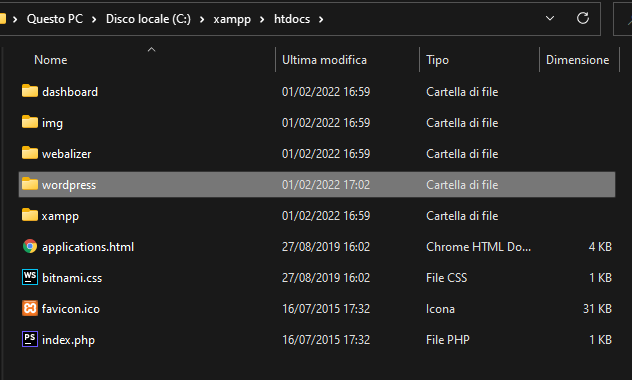 Questo PC > Disco locale (C:) > xampp > htdocs >
Nome Ultima modifica Tipo Dimensione
dashboard 01/02/2022 16:59 Cartella di file
img 01/02/2022 16:59 Cartella di file
webalizer 01/02/2022 16:59 Cartella di file
wordpress 01/02/2022 17:02 Cartella di file
xampp 01/02/2022 16:59 Cartella di file
applications.html 27/08/2019 16:02 Chrome HTML Do... 4 KB
WS bitnami.css 27/08/2019 16:02 File CSS 1 KB
favicon.ico 16/07/2015 17:32 Icona 31 KB
PS index.php 16/07/2015 17:32 File PHP 1 KB